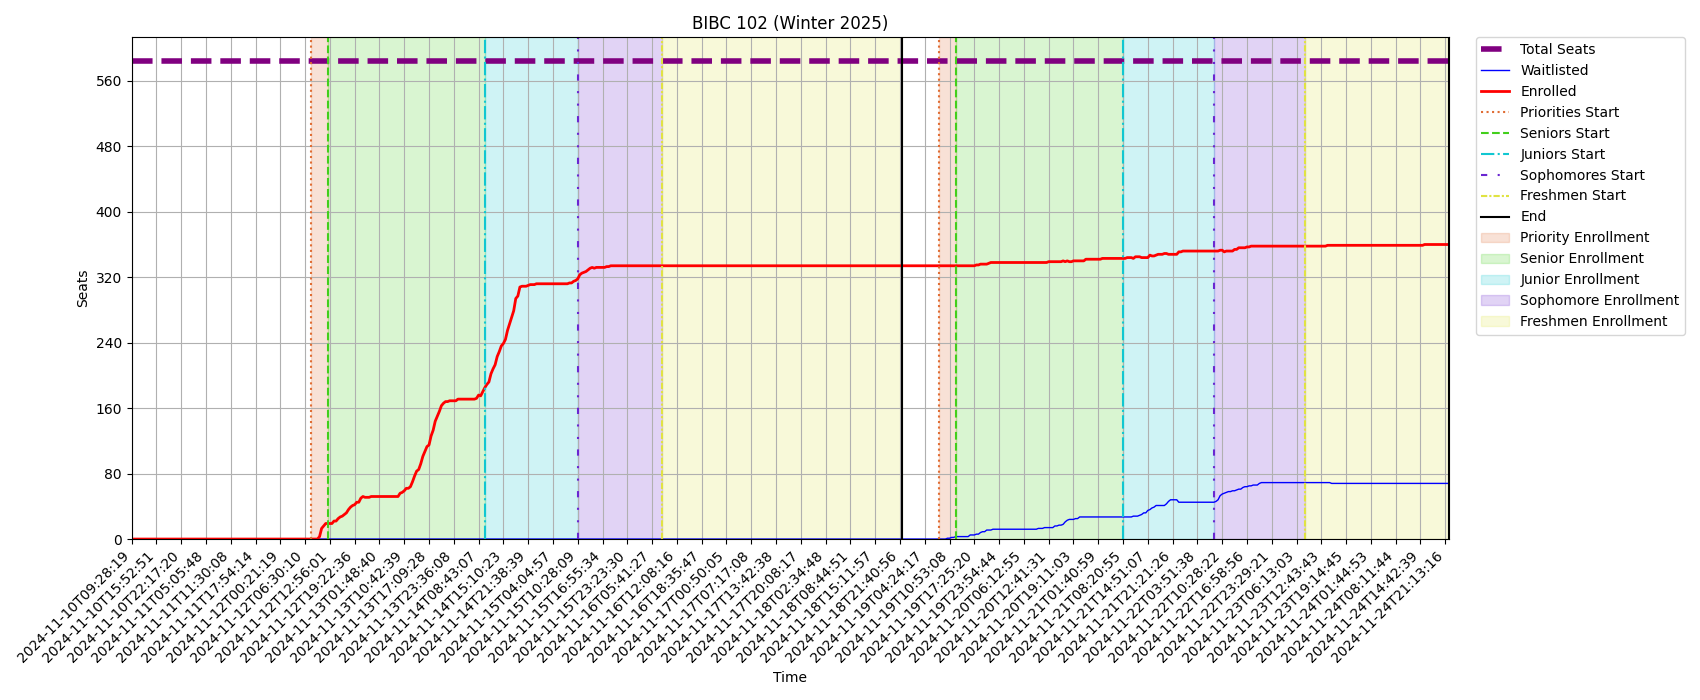 BIBC 102 (Winter 2025)
Seats
560
480
400
320
240
160
80
0
2024-11-10T09:28:19
2024-11-10T15:52:51
2024-11-10T22:17:20
2024-11-11T05:05:48
2024-11-11T11:30:08
2024-11-11T17:54:14
2024-11-12T00:21:19
2024-11-12T06:30:10
2024-11-12T12:56:01
2024-11-12T19:22:36
2024-11-13T01:48:40
2024-11-13T10:42:39
2024-11-13T17:09:28
2024-11-13T23:36:08
2024-11-14T08:43:07
2024-11-14T15:10:23
2024-11-14T21:38:39
2024-11-15T04:04:57
2024-11-15T10:28:09
2024-11-15T16:55:34
2024-11-15T23:23:30
2024-11-16T05:41:27
2024-11-16T12:08:16
2024-11-16T18:35:47
2024-11-17T00:50:05
2024-11-17T07:17:08
2024-11-17T13:42:38
2024-11-17T20:08:17
2024-11-18T02:34:48
2024-11-18T08:44:51
2024-11-18T15:11:57
2024-11-18T21:40:56
2024-11-19T04:24:17
2024-11-19T10:53:08
2024-11-19T17:25:20
2024-11-19T23:54:44
2024-11-20T06:12:55
2024-11-20T12:41:31
2024-11-20T19:11:03
2024-11-21T01:40:59
2024-11-21T08:20:55
2024-11-21T14:51:07
2024-11-21T21:21:26
2024-11-22T03:51:38
2024-11-22T10:28:22
2024-11-22T16:58:56
2024-11-22T23:29:21
2024-11-23T06:13:03
2024-11-23T12:43:43
2024-11-23T19:14:45
2024-11-24T01:44:53
2024-11-24T08:11:44
2024-11-24T14:42:39
2024-11-24T21:13:16
Time
Total Seats
Waitlisted
Enrolled
Priorities Start
Seniors Start
Juniors Start
Sophomores Start
Freshmen Start
End
Priority Enrollment
Senior Enrollment
Junior Enrollment
Sophomore Enrollment
Freshmen Enrollment